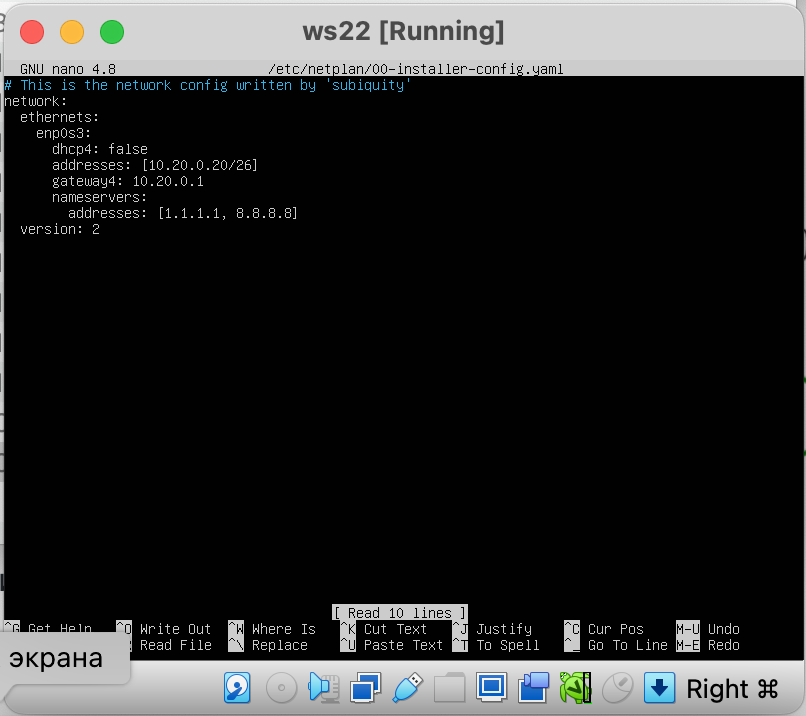 ws22 [Running]
GNU nano 4.8 /etc/netplan/00-installer-config.yaml
# This is the network config written by 'subiquity'
network:
  ethernets:
    enp0s3:
      dhcp4: false
      addresses: [10.20.0.20/26]
      gateway4: 10.20.0.1
      nameservers:
        addresses: [1.1.1.1, 8.8.8.8]
  version: 2
[ Read 10 lines ]
^G Get Help ^O Write Out ^W Where Is ^K Cut Text ^J Justify ^C Cur Pos M-U Undo
Read File ^\ Replace ^U Paste Text ^T To Spell ^_ Go To Line M-E Redo
экрана
Right ⌘